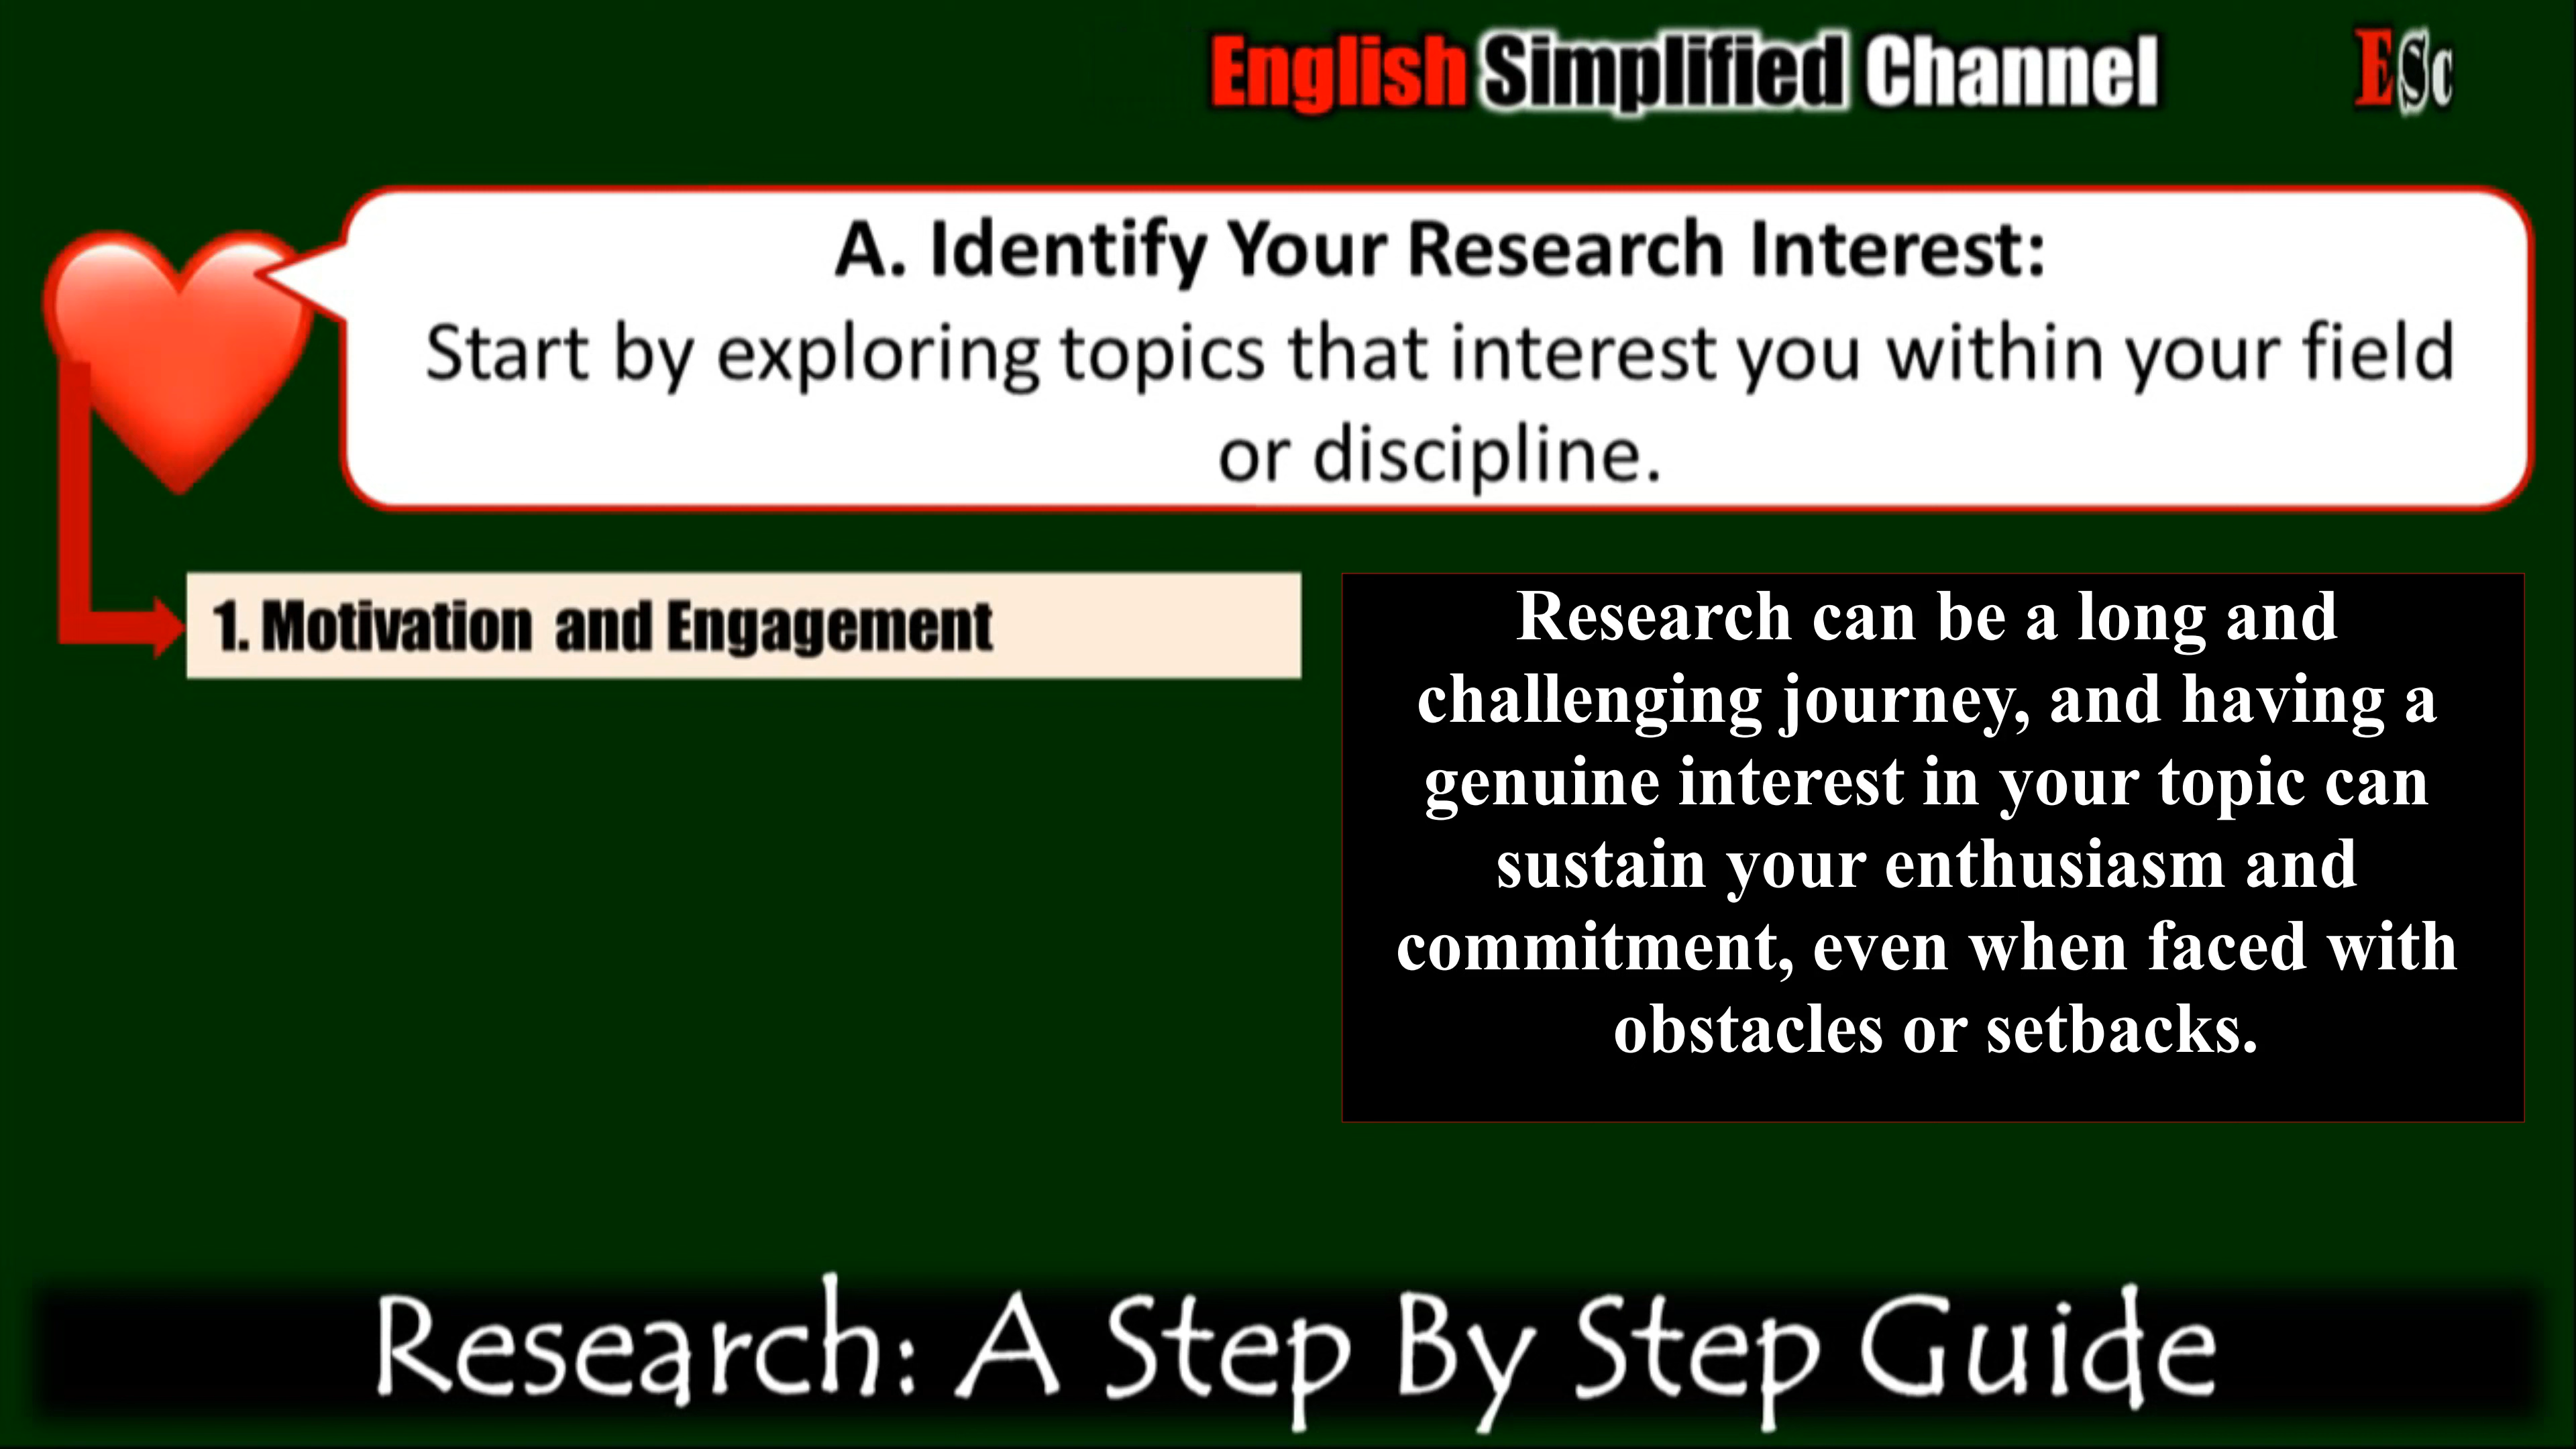 English Simplified Channel
ESc
A. Identify Your Research Interest:
Start by exploring topics that interest you within your field
or discipline.
1. Motivation and Engagement
Research can be a long and
challenging journey, and having a
genuine interest in your topic can
sustain your enthusiasm and
commitment, even when faced with
obstacles or setbacks.
Research: A Step By Step Guide